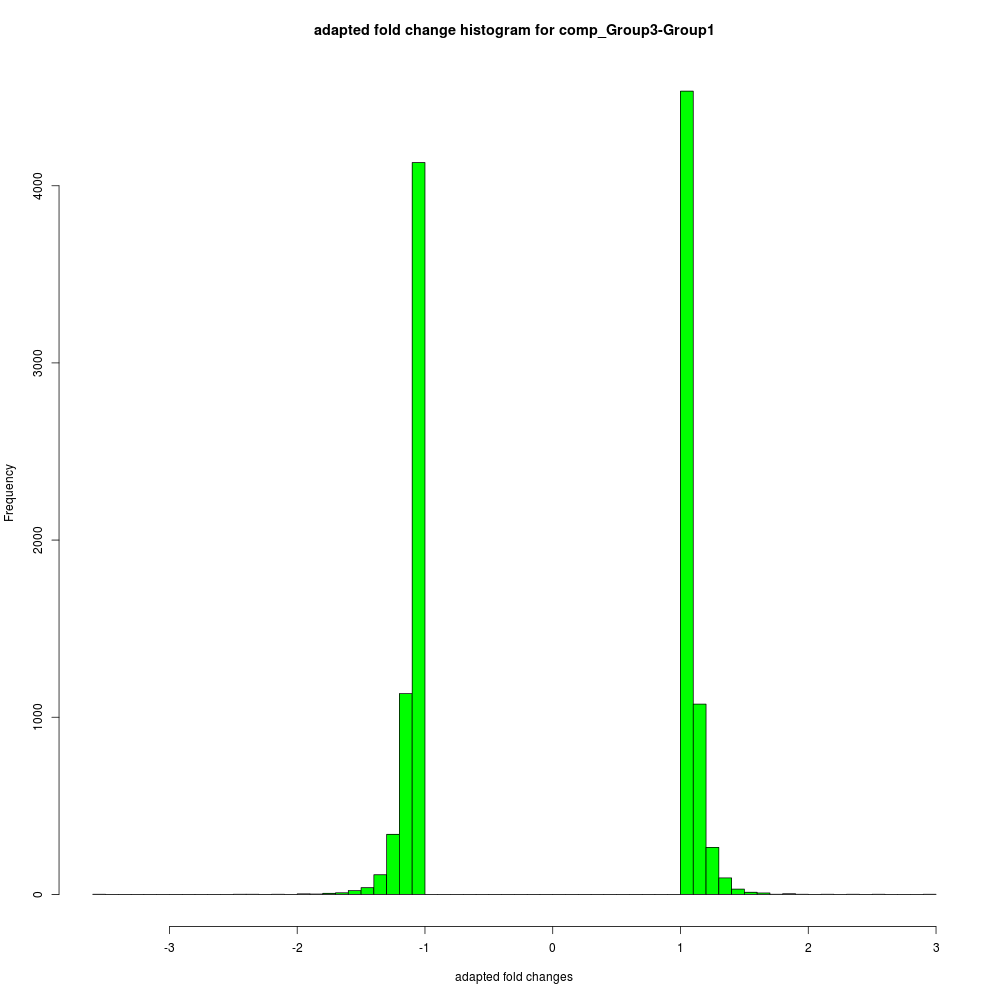 adapted fold change histogram for comp_Group3-Group1
Frequency
4000
3000
2000
1000
0
-3 -2 -1 0 1 2 3
adapted fold changes